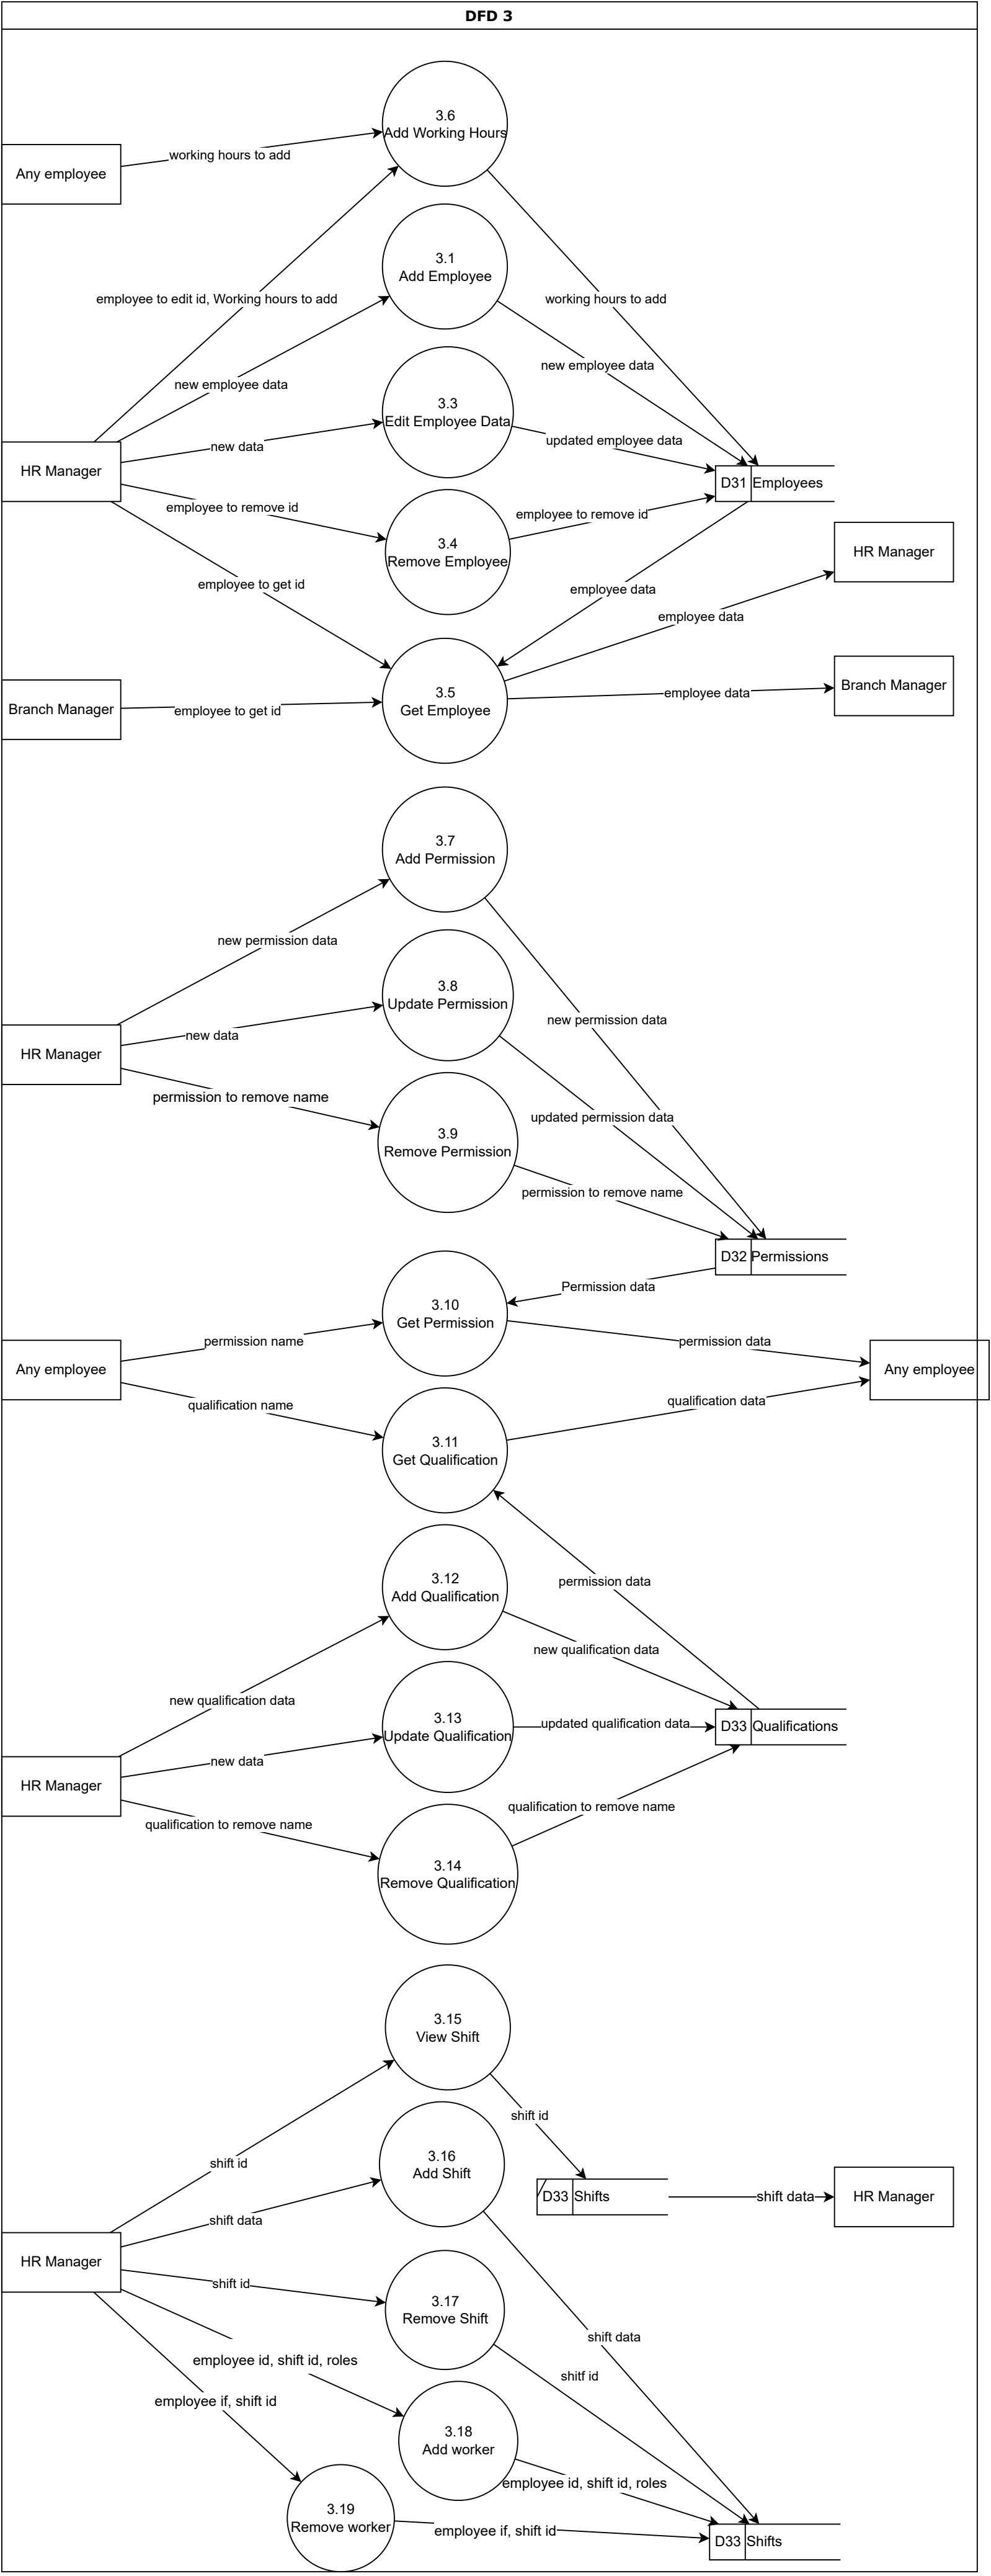 DFD 3
3.6
Add Working Hours
Any employee
working hours to add
3.1
Add Employee
employee to edit id, Working hours to add
working hours to add
new employee data
new employee data
3.3
Edit Employee Data
new data
updated employee data
HR Manager
D31 Employees
employee to remove id
employee to remove id
3.4
Remove Employee
HR Manager
employee to get id
employee data
employee data
Branch Manager
3.5
Get Employee
employee to get id
employee data
Branch Manager
3.7
Add Permission
new permission data
3.8
Update Permission
new permission data
new data
HR Manager
permission to remove name
updated permission data
3.9
Remove Permission
permission to remove name
D32 Permissions
Permission data
3.10
Get Permission
permission name
permission data
Any employee
Any employee
qualification name
qualification data
3.11
Get Qualification
3.12
Add Qualification
permission data
new qualification data
new qualification data
3.13
Update Qualification
updated qualification data
D33 Qualifications
new data
HR Manager
qualification to remove name
qualification to remove name
3.14
Remove Qualification
3.15
View Shift
shift id
shift id
3.16
Add Shift
D33 Shifts
shift data
HR Manager
shift data
HR Manager
shift id
3.17
Remove Shift
shift data
employee id, shift id, roles
shitf id
employee if, shift id
3.18
Add worker
employee id, shift id, roles
3.19
Remove worker
employee if, shift id
D33 Shifts